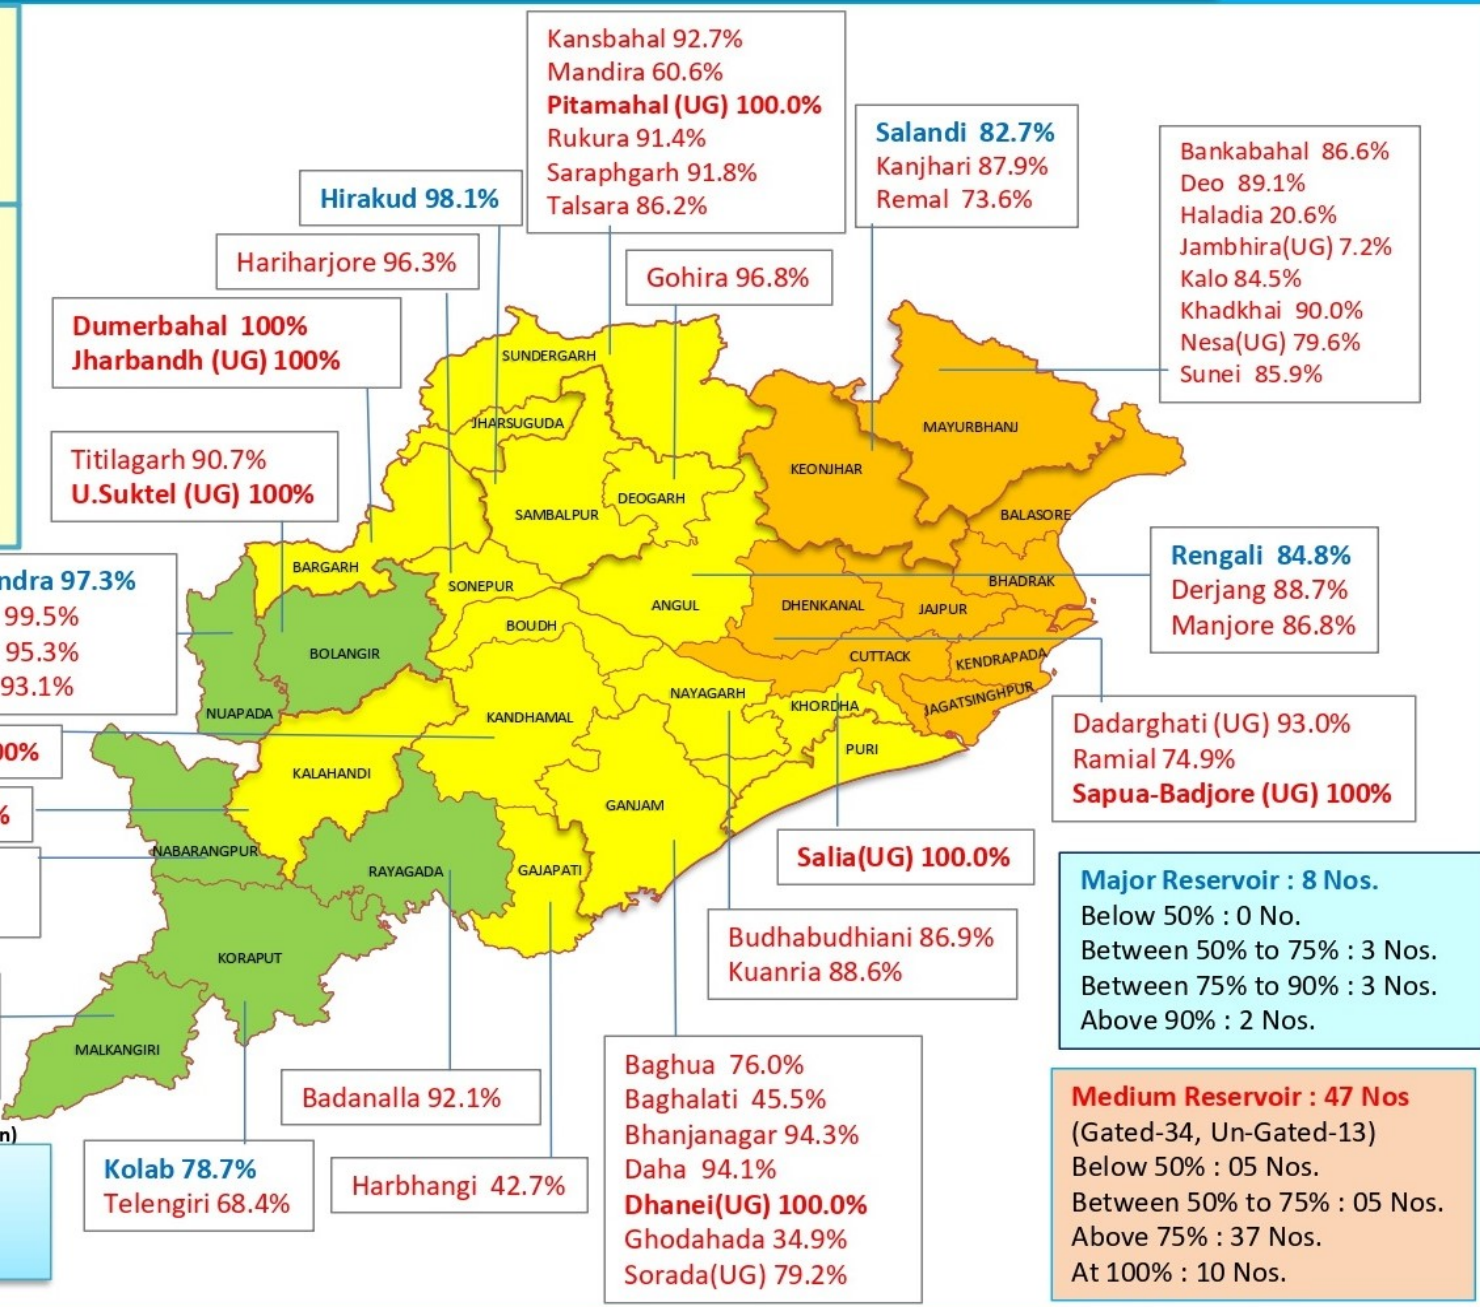 Kansbahal 92.7%
Mandira 60.6%
Pitamahal (UG) 100.0%
Rukura 91.4%
Saraphgarh 91.8%
Talsara 86.2%
Salandi 82.7%
Kanjhari 87.9%
Remal 73.6%
Bankabahal 86.6%
Deo 89.1%
Haladia 20.6%
Jambhira(UG) 7.2%
Kalo 84.5%
Khadkhai 90.0%
Nesa(UG) 79.6%
Sunei 85.9%
Hirakud 98.1%
Hariharjore 96.3%
Gohira 96.8%
Dumerbahal 100%
Jharbandh (UG) 100%
Titilagarh 90.7%
U.Suktel (UG) 100%
ndra 97.3%
99.5%
95.3%
93.1%
00%
%
SUNDERGARH
JHARSUGUDA
SAMBALPUR
DEOGARH
KEONJHAR
MAYURBHANJ
BALASORE
BHADRAK
BARGARH
SONEPUR
BOUDH
ANGUL
DHENKANAL
JAJPUR
CUTTACK
KENDRAPADA
JAGATSINGHPUR
BOLANGIR
NUAPADA
KANDHAMAL
NAYAGARH
KHORDHA
PURI
KALAHANDI
GANJAM
NABARANGPUR
RAYAGADA
GAJAPATI
KORAPUT
MALKANGIRI
Rengali 84.8%
Derjang 88.7%
Manjore 86.8%
Dadarghati (UG) 93.0%
Ramial 74.9%
Sapua-Badjore (UG) 100%
Salia(UG) 100.0%
Budhabudhiani 86.9%
Kuanria 88.6%
Badanalla 92.1%
n)
Kolab 78.7%
Telengiri 68.4%
Harbhangi 42.7%
Baghua 76.0%
Baghalati 45.5%
Bhanjanagar 94.3%
Daha 94.1%
Dhanei(UG) 100.0%
Ghodahada 34.9%
Sorada(UG) 79.2%
Major Reservoir : 8 Nos.
Below 50% : 0 No.
Between 50% to 75% : 3 Nos.
Between 75% to 90% : 3 Nos.
Above 90% : 2 Nos.
Medium Reservoir : 47 Nos
(Gated-34, Un-Gated-13)
Below 50% : 05 Nos.
Between 50% to 75% : 05 Nos.
Above 75% : 37 Nos.
At 100% : 10 Nos.